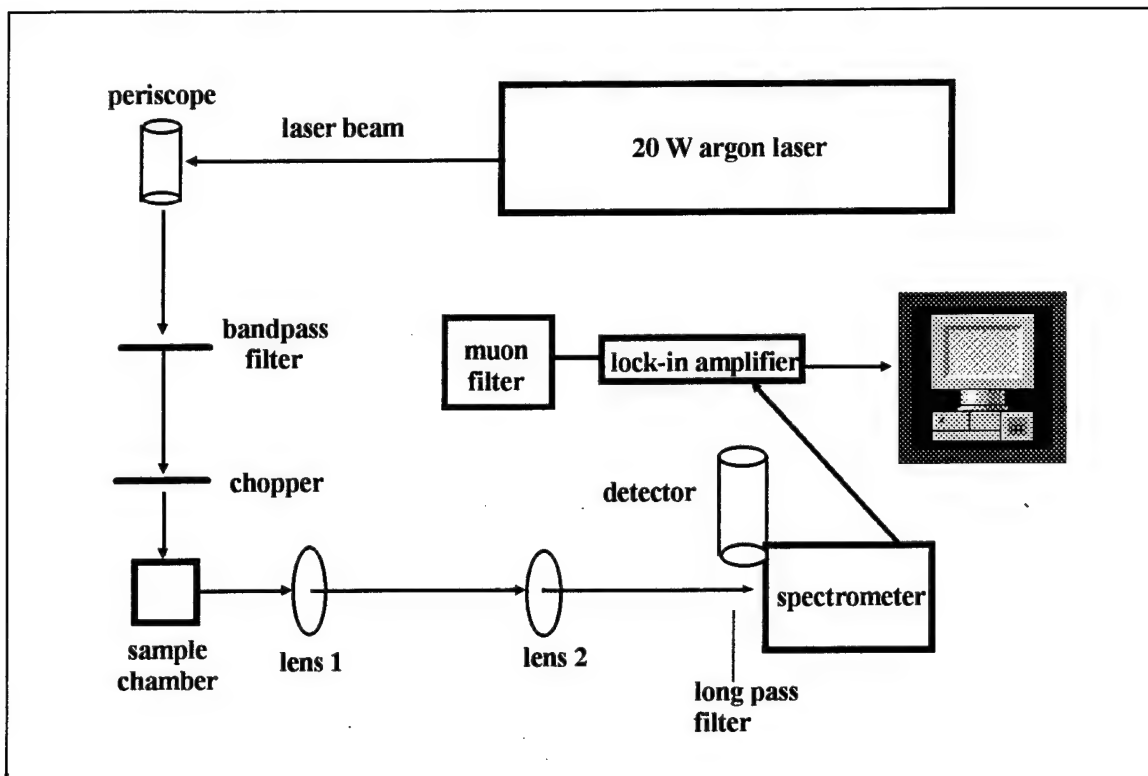 periscope
laser beam
20 W argon laser
bandpass
filter
muon
filter
lock-in amplifier
chopper
detector
spectrometer
sample
chamber
lens 1
lens 2
long pass
filter